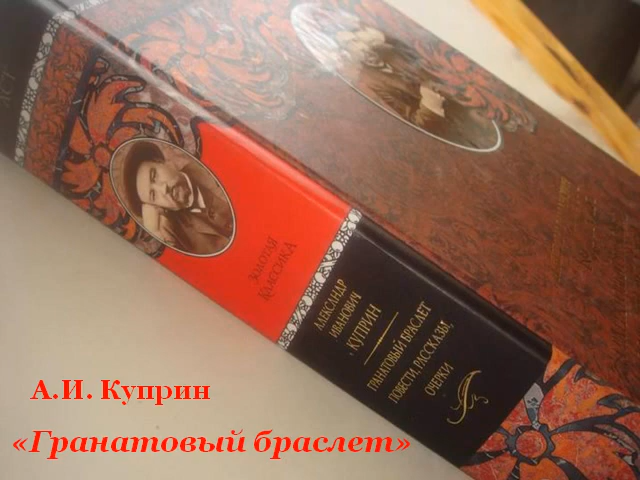 АСТ
ЗОЛОТАЯ
КЛАССИКА
АЛЕКСАНДР
ИВАНОВИЧ
КУПРИН
ГРАНАТОВЫЙ БРАСЛЕТ
ПОВЕСТИ, РАССКАЗЫ,
ОЧЕРКИ
А.И. Куприн
«Гранатовый браслет»